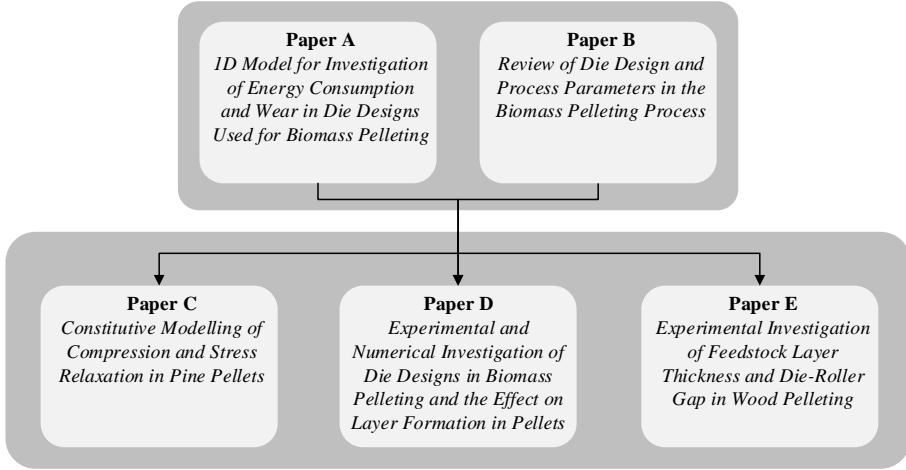 Paper A
1D Model for Investigation
of Energy Consumption
and Wear in Die Designs
Used for Biomass Pelleting
Paper B
Review of Die Design and
Process Parameters in the
Biomass Pelleting Process
Paper C
Constitutive Modelling of
Compression and Stress
Relaxation in Pine Pellets
Paper D
Experimental and
Numerical Investigation of
Die Designs in Biomass
Pelleting and the Effect on
Layer Formation in Pellets
Paper E
Experimental Investigation
of Feedstock Layer
Thickness and Die-Roller
Gap in Wood Pelleting